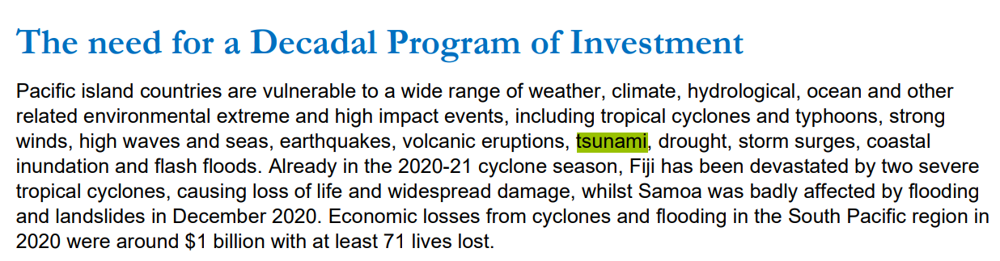 The need for a Decadal Program of Investment
Pacific island countries are vulnerable to a wide range of weather, climate, hydrological, ocean and other
related environmental extreme and high impact events, including tropical cyclones and typhoons, strong
winds, high waves and seas, earthquakes, volcanic eruptions, tsunami, drought, storm surges, coastal
inundation and flash floods. Already in the 2020-21 cyclone season, Fiji has been devastated by two severe
tropical cyclones, causing loss of life and widespread damage, whilst Samoa was badly affected by flooding
and landslides in December 2020. Economic losses from cyclones and flooding in the South Pacific region in
2020 were around $1 billion with at least 71 lives lost.